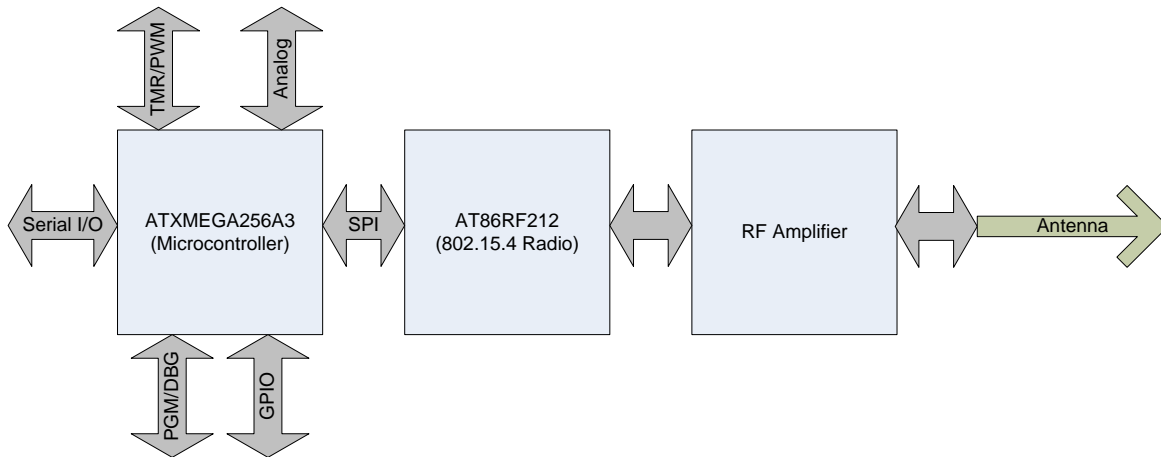 TMR/PWM
Analog
Serial I/O
ATXMEGA256A3
(Microcontroller)
SPI
AT86RF212
(802.15.4 Radio)
RF Amplifier
Antenna
PGM/DBG
GPIO